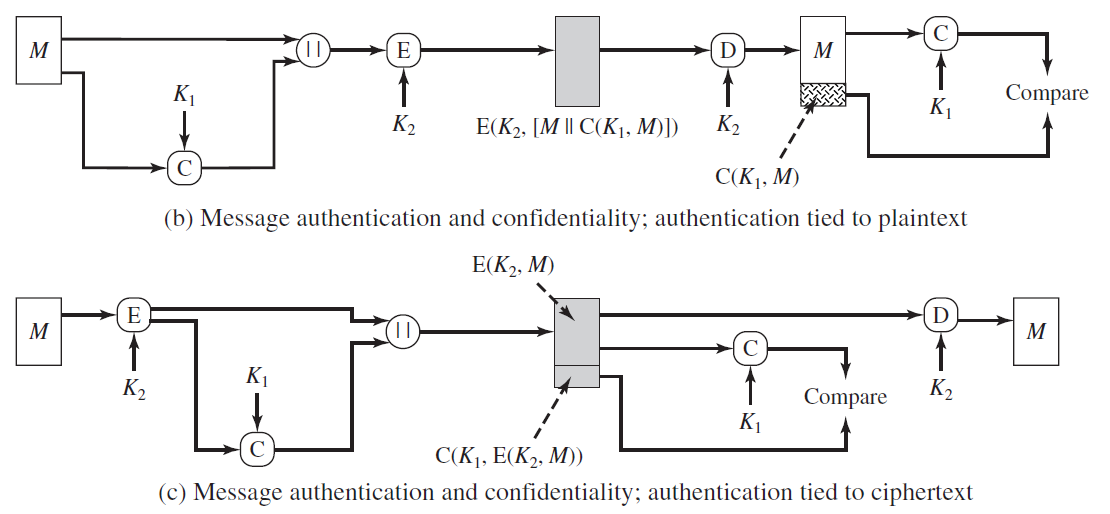 M
||
E
D
M
C
K₁
K₂
E(K₂, [M || C(K₁, M)])
K₂
K₁
Compare
C
C(K₁, M)
(b) Message authentication and confidentiality; authentication tied to plaintext
E(K₂, M)
M
E
||
D
M
K₂
K₁
C
K₁
Compare
K₂
C
C(K₁, E(K₂, M))
(c) Message authentication and confidentiality; authentication tied to ciphertext